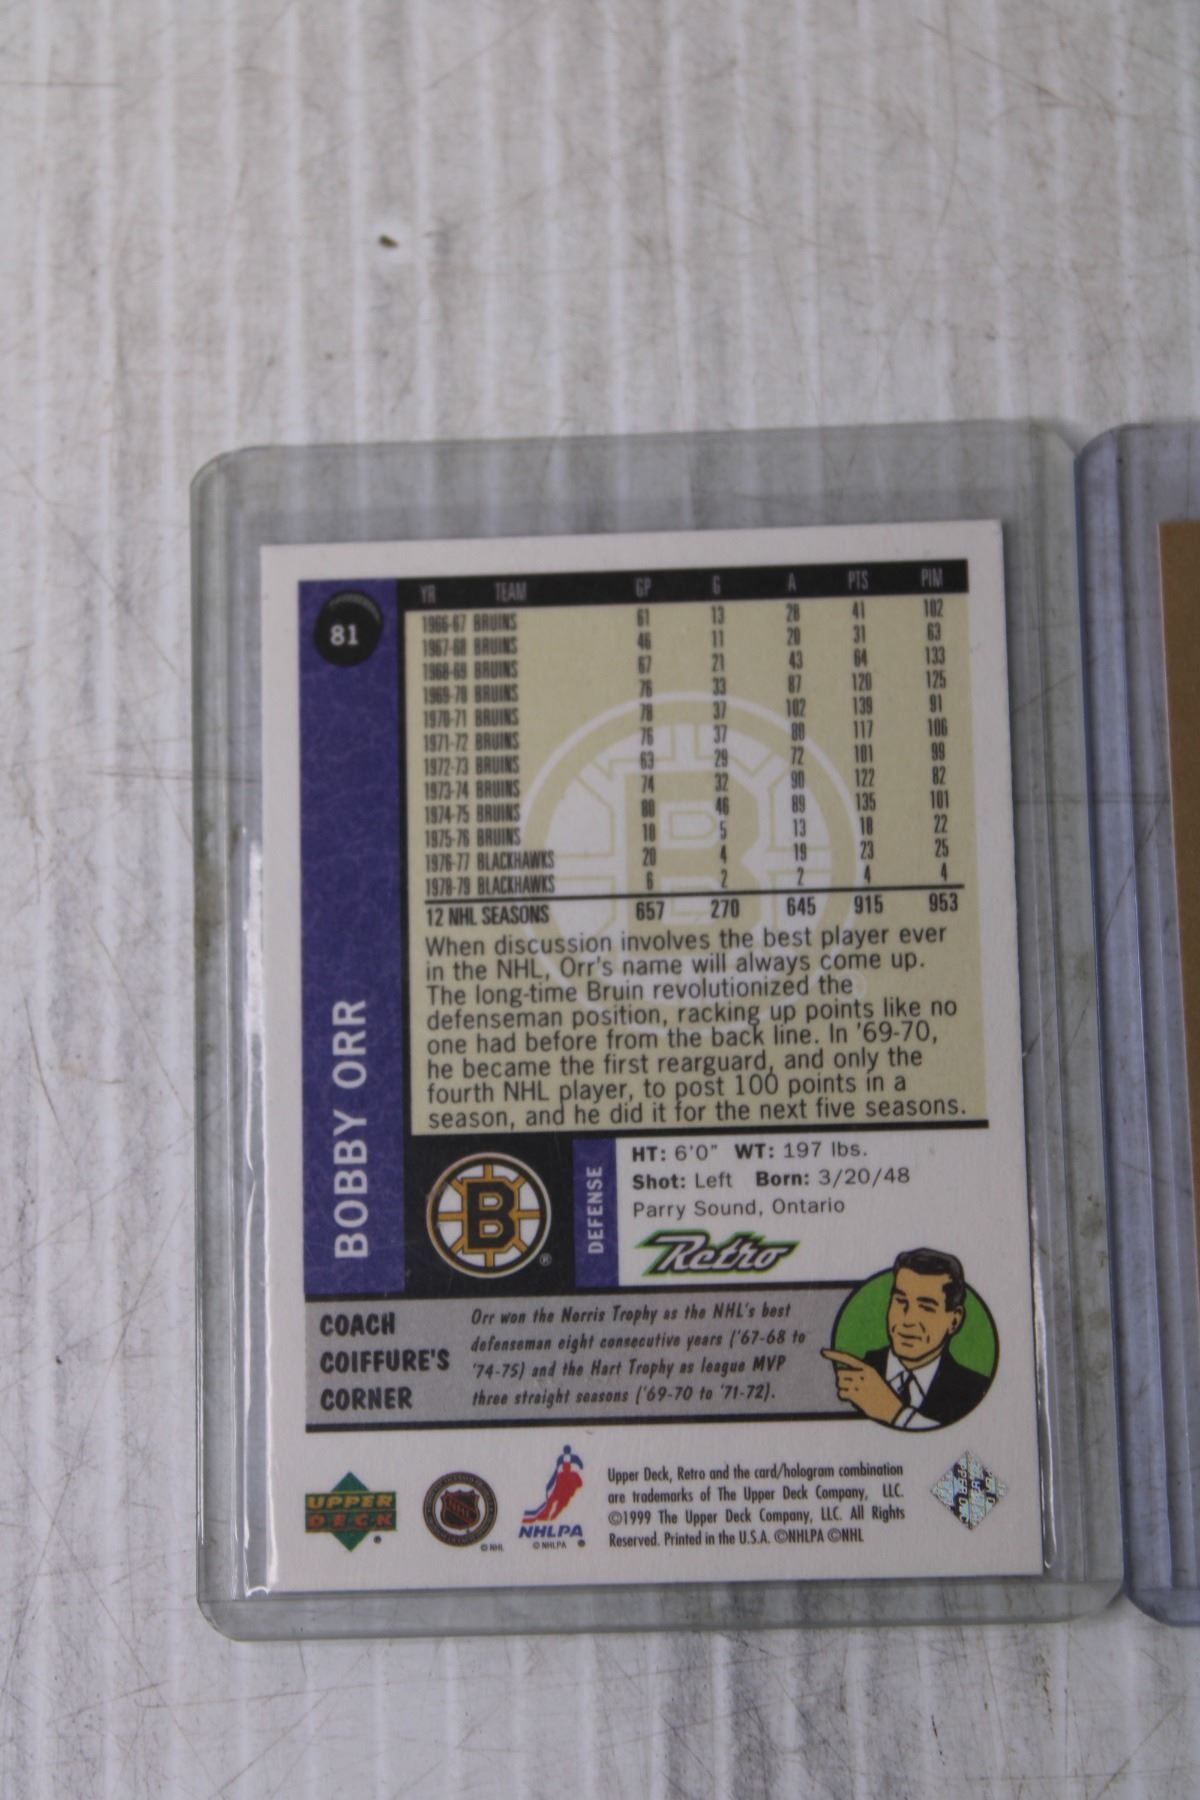 81
BOBBY ORR
YR TEAM GP G A PTS PIM
1966-67 BRUINS 61 13 28 41 102
1967-68 BRUINS 46 11 20 31 63
1968-69 BRUINS 67 21 43 64 133
1969-70 BRUINS 76 33 87 120 125
1970-71 BRUINS 78 37 102 139 91
1971-72 BRUINS 76 37 80 117 106
1972-73 BRUINS 63 29 72 101 99
1973-74 BRUINS 74 32 90 122 82
1974-75 BRUINS 80 46 89 135 101
1975-76 BRUINS 10 5 13 18 22
1976-77 BLACKHAWKS 20 4 19 23 25
1978-79 BLACKHAWKS 6 2 2 4 4
12 NHL SEASONS 657 270 645 915 953
When discussion involves the best player ever
in the NHL, Orr's name will always come up.
The long-time Bruin revolutionized the
defenseman position, racking up points like no
one had before from the back line. In '69-70,
he became the first rearguard, and only the
fourth NHL player, to post 100 points in a
season, and he did it for the next five seasons.
B ®
DEFENSE
HT: 6'0" WT: 197 lbs.
Shot: Left Born: 3/20/48
Parry Sound, Ontario
Retro
COACH
COIFFURE'S
CORNER
Orr won the Norris Trophy as the NHL's best
defenseman eight consecutive years ('67-68 to
'74-75) and the Hart Trophy as league MVP
three straight seasons ('69-70 to '71-72).
UPPER
DECK ®
NHL
© NHL
NHLPA
© NHLPA ®
Upper Deck, Retro and the card/hologram combination
are trademarks of The Upper Deck Company, LLC.
©1999 The Upper Deck Company, LLC. All Rights
Reserved. Printed in the U.S.A. ©NHLPA ©NHL